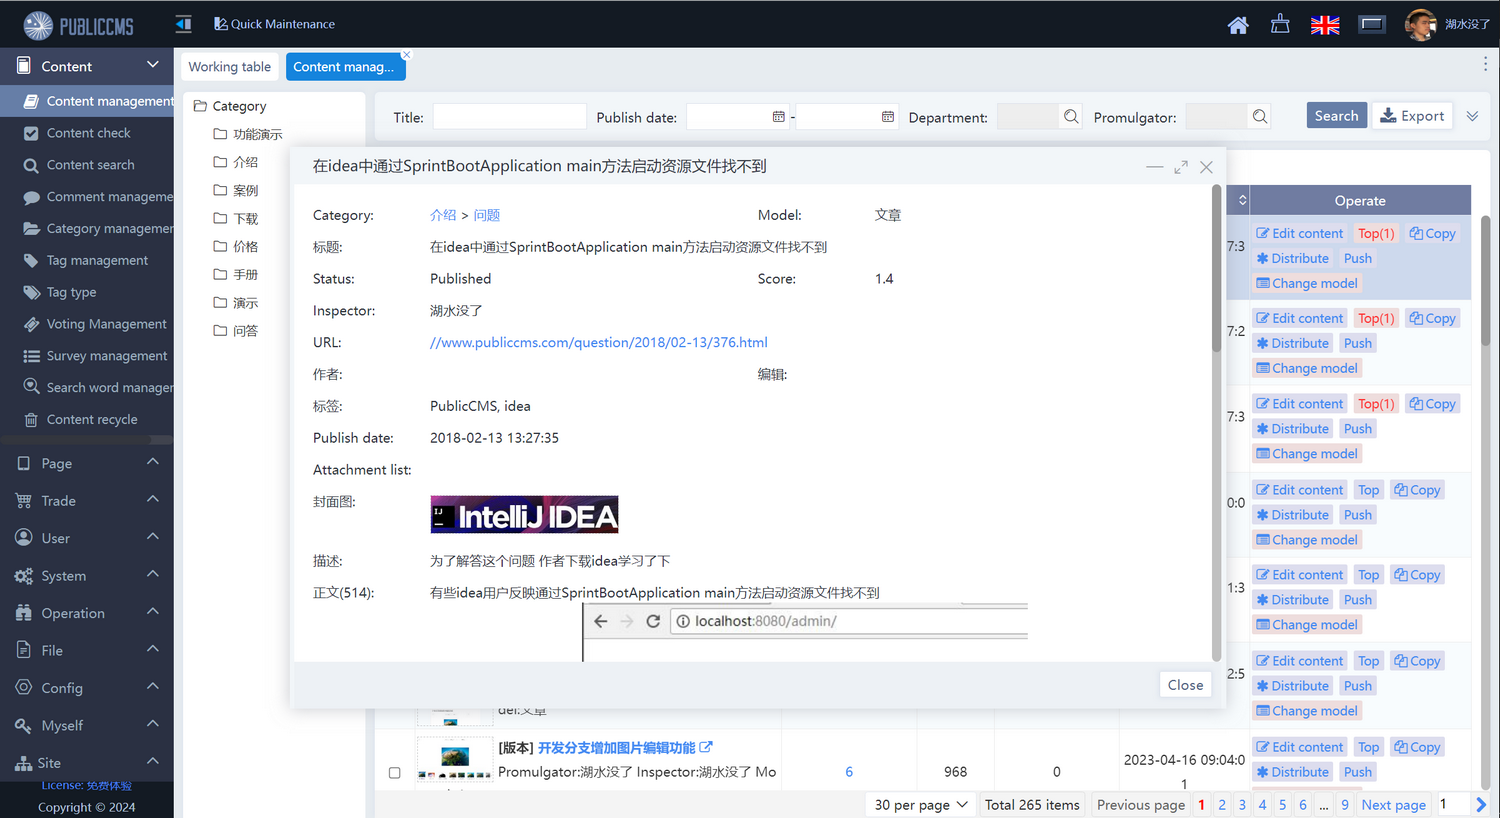 PUBLICCMS
Quick Maintenance
湖水没了
Content
Content management
Content check
Content search
Comment manageme
Category managemer
Tag management
Tag type
Voting Management
Survey management
Search word manager
Content recycle
Page
Trade
User
System
Operation
File
Config
Myself
Site
License: 免费体验
Copyright © 2024
Working table
Content manag...
Category
功能演示
介绍
案例
下载
价格
手册
演示
问答
Title:
Publish date:
-
Department:
Promulgator:
Search
Export
在idea中通过SprintBootApplication main方法启动资源文件找不到
Category: 介绍 > 问题 Model: 文章
标题: 在idea中通过SprintBootApplication main方法启动资源文件找不到
Status: Published Score: 1.4
Inspector: 湖水没了
URL: //www.publiccms.com/question/2018/02-13/376.html
作者: 编辑:
标签: PublicCMS, idea
Publish date: 2018-02-13 13:27:35
Attachment list:
封面图:
IJ IntelliJ IDEA
描述: 为了解答这个问题 作者下载idea学习了下
正文(514): 有些idea用户反映通过SprintBootApplication main方法启动资源文件找不到
localhost:8080/admin/
Close
Operate
7:3 Edit content Top(1) Copy
Distribute Push
Change model
7:2 Edit content Top(1) Copy
Distribute Push
Change model
7:3 Edit content Top(1) Copy
Distribute Push
Change model
0:0 Edit content Top Copy
Distribute Push
Change model
1:3 Edit content Top Copy
Distribute Push
Change model
2:5 Edit content Top Copy
Distribute Push
Change model
del:文章
[版本] 开发分支增加图片编辑功能
Promulgator:湖水没了 Inspector:湖水没了 Mo
6 968 0 2023-04-16 09:04:0
1
Edit content Top Copy
Distribute Push
30 per page Total 265 items Previous page 1 2 3 4 5 6 ... 9 Next page 1